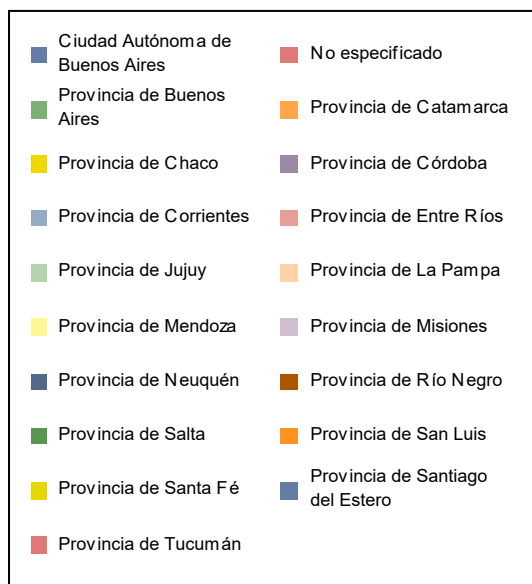 Ciudad Autónoma de
Buenos Aires
No especificado
Provincia de Buenos
Aires
Provincia de Catamarca
Provincia de Chaco
Provincia de Córdoba
Provincia de Corrientes
Provincia de Entre Ríos
Provincia de Jujuy
Provincia de La Pampa
Provincia de Mendoza
Provincia de Misiones
Provincia de Neuquén
Provincia de Río Negro
Provincia de Salta
Provincia de San Luis
Provincia de Santa Fé
Provincia de Santiago
del Estero
Provincia de Tucumán